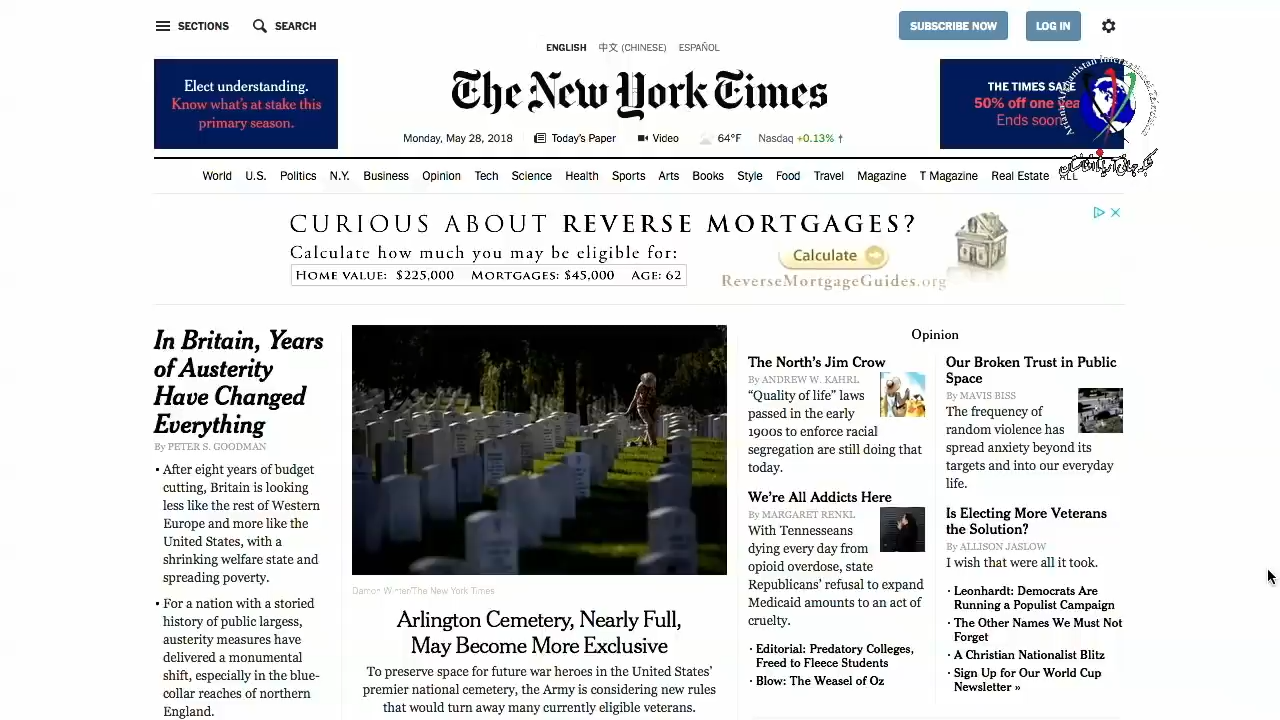 SECTIONS
SEARCH
SUBSCRIBE NOW
LOG IN
ENGLISH 中文 (CHINESE) ESPAÑOL
Elect understanding.
Know what's at stake this
primary season.
The New York Times
THE TIMES SALE
50% off one yea
Ends soon
Monday, May 28, 2018
Today's Paper
Video
64°F
Nasdaq +0.13% ↑
World U.S. Politics N.Y. Business Opinion Tech Science Health Sports Arts Books Style Food Travel Magazine T Magazine Real Estate ALL
CURIOUS ABOUT REVERSE MORTGAGES?
Calculate how much you may be eligible for:
HOME VALUE: $225,000 MORTGAGES: $45,000 AGE: 62
Calculate
ReverseMortgageGuides.org
In Britain, Years
of Austerity
Have Changed
Everything
By PETER S. GOODMAN
• After eight years of budget
cutting, Britain is looking
less like the rest of Western
Europe and more like the
United States, with a
shrinking welfare state and
spreading poverty.
• For a nation with a storied
history of public largess,
austerity measures have
delivered a monumental
shift, especially in the blue-
collar reaches of northern
England.
Damon Winter/The New York Times
Arlington Cemetery, Nearly Full,
May Become More Exclusive
To preserve space for future war heroes in the United States'
premier national cemetery, the Army is considering new rules
that would turn away many currently eligible veterans.
Opinion
The North's Jim Crow
By ANDREW W. KAHRL
“Quality of life” laws
passed in the early
1900s to enforce racial
segregation are still doing that
today.
We're All Addicts Here
By MARGARET RENKL
With Tennesseans
dying every day from
opioid overdose, state
Republicans' refusal to expand
Medicaid amounts to an act of
cruelty.
· Editorial: Predatory Colleges,
Freed to Fleece Students
· Blow: The Weasel of Oz
Our Broken Trust in Public
Space
By MAVIS BISS
The frequency of
random violence has
spread anxiety beyond its
targets and into our everyday
life.
Is Electing More Veterans
the Solution?
By ALLISON JASLOW
I wish that were all it took.
· Leonhardt: Democrats Are
Running a Populist Campaign
· The Other Names We Must Not
Forget
· A Christian Nationalist Blitz
· Sign Up for Our World Cup
Newsletter »